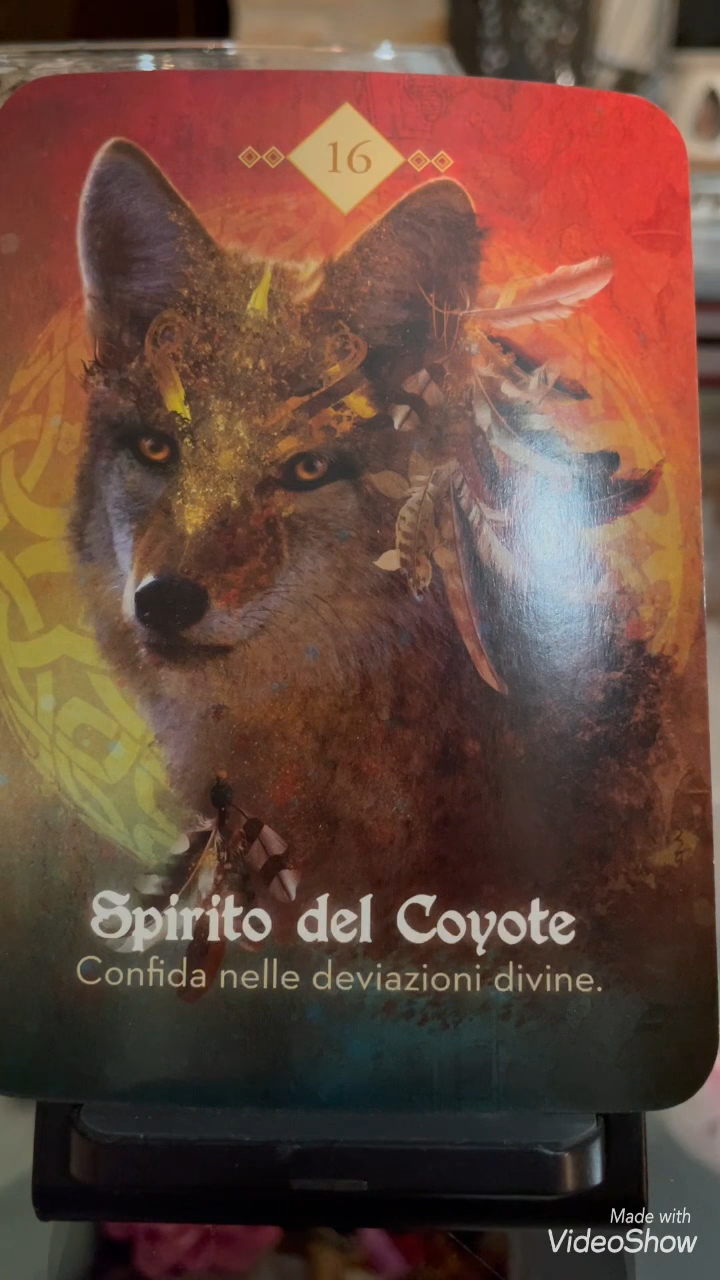 16
Spirito del Coyote
Confida nelle deviazioni divine.
Made with
VideoShow